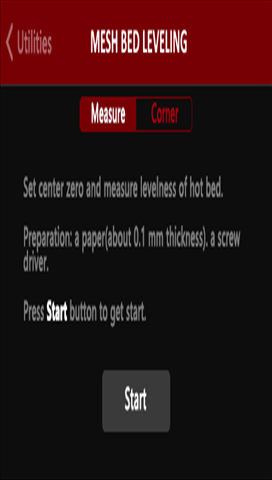 Utilities
MESH BED LEVELING
Measure
Corner
Set center zero and measure levelness of hot bed.
Preparation: a paper(about 0.1 mm thickness). a screw
driver.
Press Start button to get start.
Start